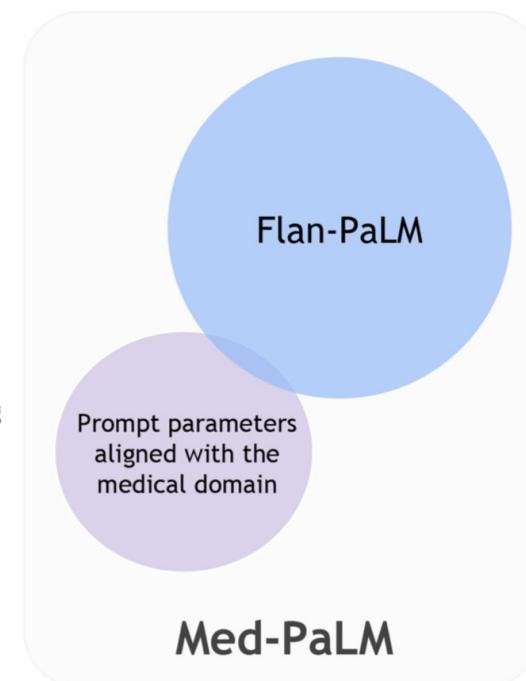 Flan-PaLM
Prompt parameters
aligned with the
medical domain
Med-PaLM